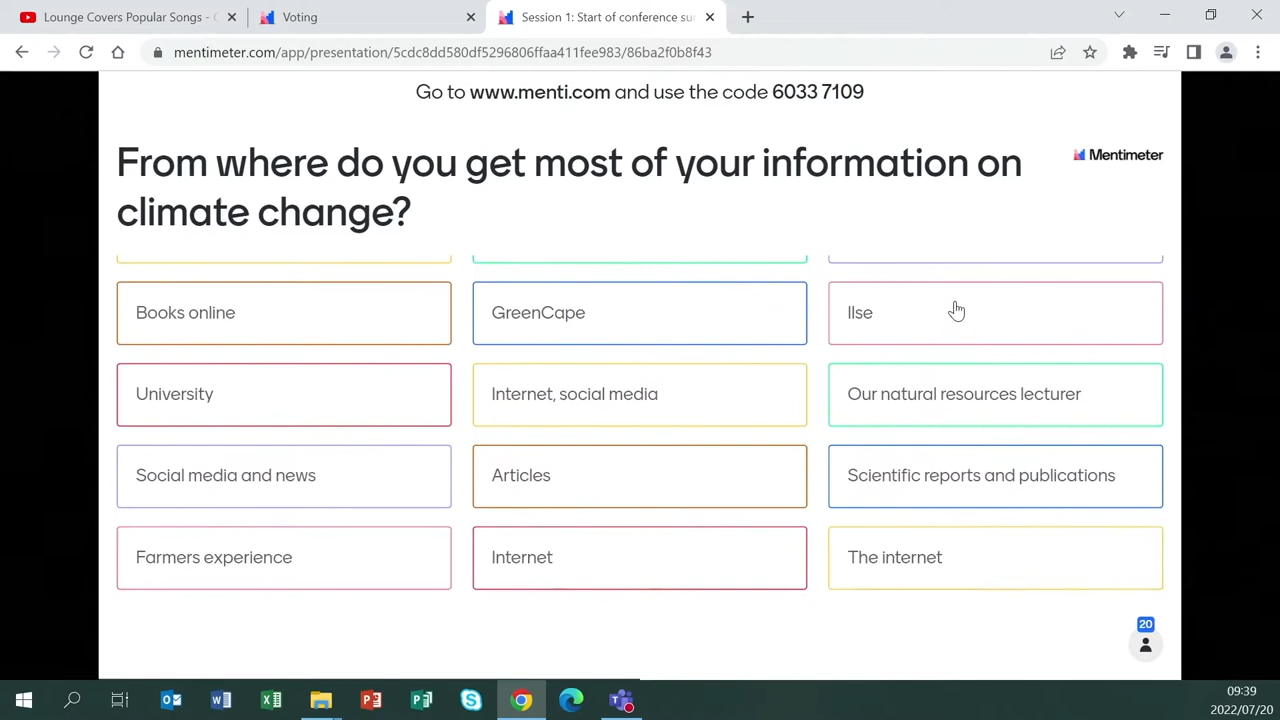 Lounge Covers Popular Songs -
Voting
Session 1: Start of conference su
mentimeter.com/app/presentation/5cdc8dd580df5296806ffaa411fee983/86ba2f0b8f43
Go to www.menti.com and use the code 6033 7109
From where do you get most of your information on
climate change?
Mentimeter
Books online
GreenCape
Ilse
University
Internet, social media
Our natural resources lecturer
Social media and news
Articles
Scientific reports and publications
Farmers experience
Internet
The internet
20
09:39
2022/07/20